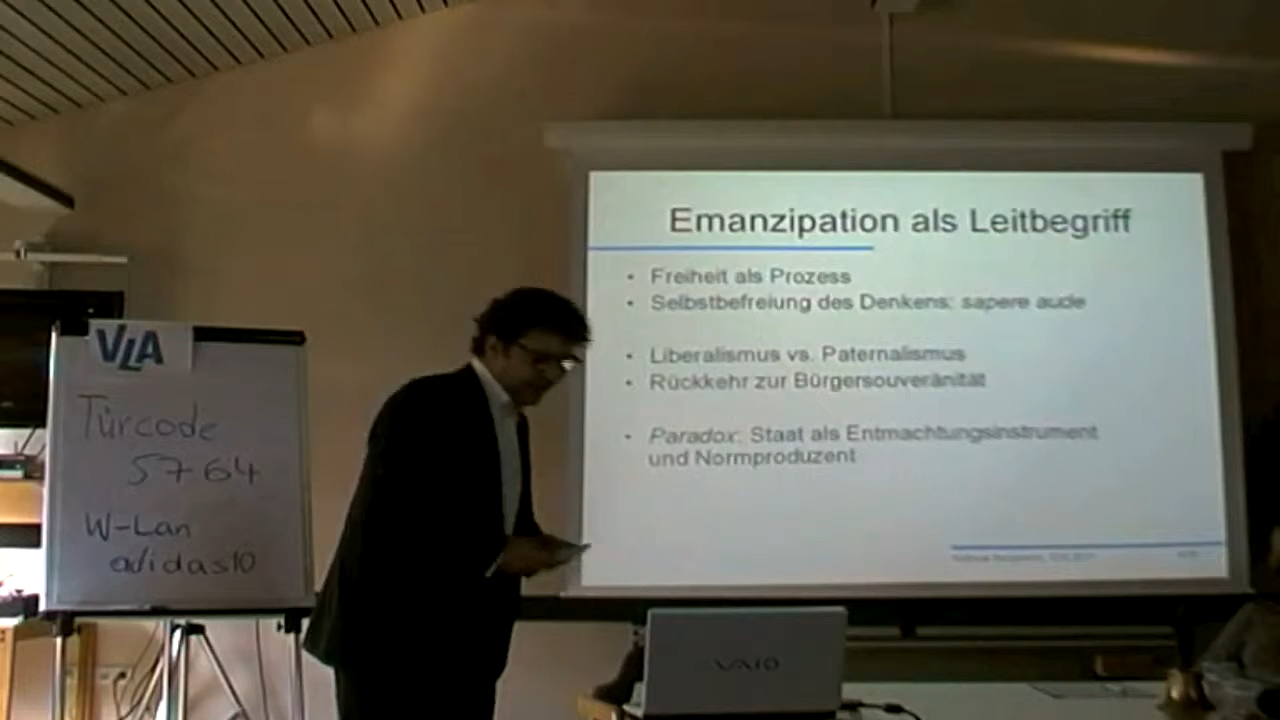 VLA
Türcode
5764
W-Lan
adidas10
Emanzipation als Leitbegriff
• Freiheit als Prozess
• Selbstbefreiung des Denkens: sapere aude
• Liberalismus vs. Paternalismus
• Rückkehr zur Bürgersouveränität
• Paradox: Staat als Entmachtungsinstrument
und Normproduzent
VAIO